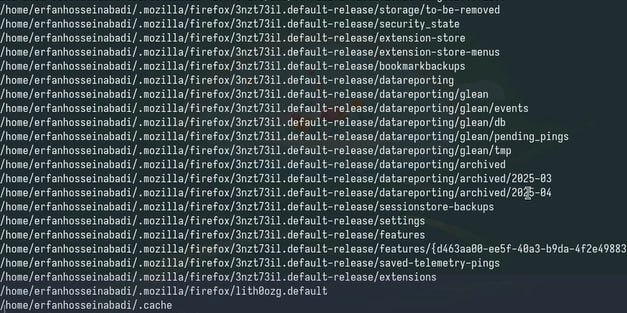 /home/erfanhosseinabadi/.mozilla/firefox/3nzt73il.default-release/storage/to-be-removed
/home/erfanhosseinabadi/.mozilla/firefox/3nzt73il.default-release/security_state
/home/erfanhosseinabadi/.mozilla/firefox/3nzt73il.default-release/extension-store
/home/erfanhosseinabadi/.mozilla/firefox/3nzt73il.default-release/extension-store-menus
/home/erfanhosseinabadi/.mozilla/firefox/3nzt73il.default-release/bookmarkbackups
/home/erfanhosseinabadi/.mozilla/firefox/3nzt73il.default-release/datareporting
/home/erfanhosseinabadi/.mozilla/firefox/3nzt73il.default-release/datareporting/glean
/home/erfanhosseinabadi/.mozilla/firefox/3nzt73il.default-release/datareporting/glean/events
/home/erfanhosseinabadi/.mozilla/firefox/3nzt73il.default-release/datareporting/glean/db
/home/erfanhosseinabadi/.mozilla/firefox/3nzt73il.default-release/datareporting/glean/pending_pings
/home/erfanhosseinabadi/.mozilla/firefox/3nzt73il.default-release/datareporting/glean/tmp
/home/erfanhosseinabadi/.mozilla/firefox/3nzt73il.default-release/datareporting/archived
/home/erfanhosseinabadi/.mozilla/firefox/3nzt73il.default-release/datareporting/archived/2025-03
/home/erfanhosseinabadi/.mozilla/firefox/3nzt73il.default-release/datareporting/archived/2025-04
/home/erfanhosseinabadi/.mozilla/firefox/3nzt73il.default-release/sessionstore-backups
/home/erfanhosseinabadi/.mozilla/firefox/3nzt73il.default-release/settings
/home/erfanhosseinabadi/.mozilla/firefox/3nzt73il.default-release/features
/home/erfanhosseinabadi/.mozilla/firefox/3nzt73il.default-release/features/{d463aa00-ee5f-40a3-b9da-4f2e49883
/home/erfanhosseinabadi/.mozilla/firefox/3nzt73il.default-release/saved-telemetry-pings
/home/erfanhosseinabadi/.mozilla/firefox/3nzt73il.default-release/extensions
/home/erfanhosseinabadi/.mozilla/firefox/lith0ozg.default
/home/erfanhosseinabadi/.cache